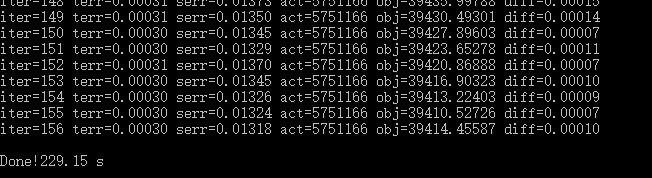 iter=148 terr=0.00031 serr=0.01373 act=5751166 obj=39435.99788 diff=0.00015
iter=149 terr=0.00031 serr=0.01350 act=5751166 obj=39430.49301 diff=0.00014
iter=150 terr=0.00030 serr=0.01345 act=5751166 obj=39427.89603 diff=0.00007
iter=151 terr=0.00030 serr=0.01329 act=5751166 obj=39423.65278 diff=0.00011
iter=152 terr=0.00031 serr=0.01370 act=5751166 obj=39420.86888 diff=0.00007
iter=153 terr=0.00030 serr=0.01345 act=5751166 obj=39416.90323 diff=0.00010
iter=154 terr=0.00030 serr=0.01326 act=5751166 obj=39413.22403 diff=0.00009
iter=155 terr=0.00030 serr=0.01324 act=5751166 obj=39410.52726 diff=0.00007
iter=156 terr=0.00030 serr=0.01318 act=5751166 obj=39414.45587 diff=0.00010
Done!229.15 s